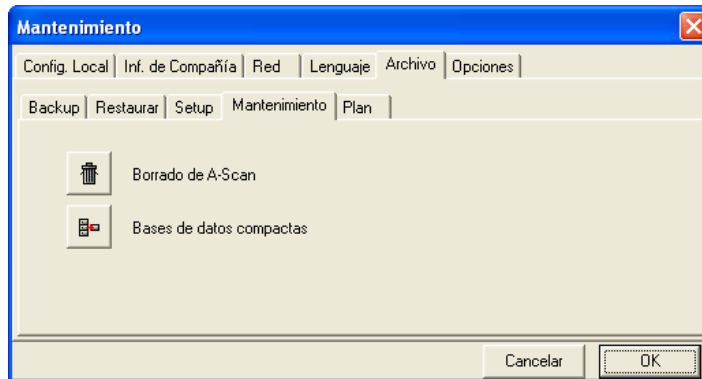 Mantenimiento
Config. Local Inf. de Compañía Red Lenguaje Archivo Opciones
Backup Restaurar Setup Mantenimiento Plan
Borrado de A-Scan
Bases de datos compactas
Cancelar OK